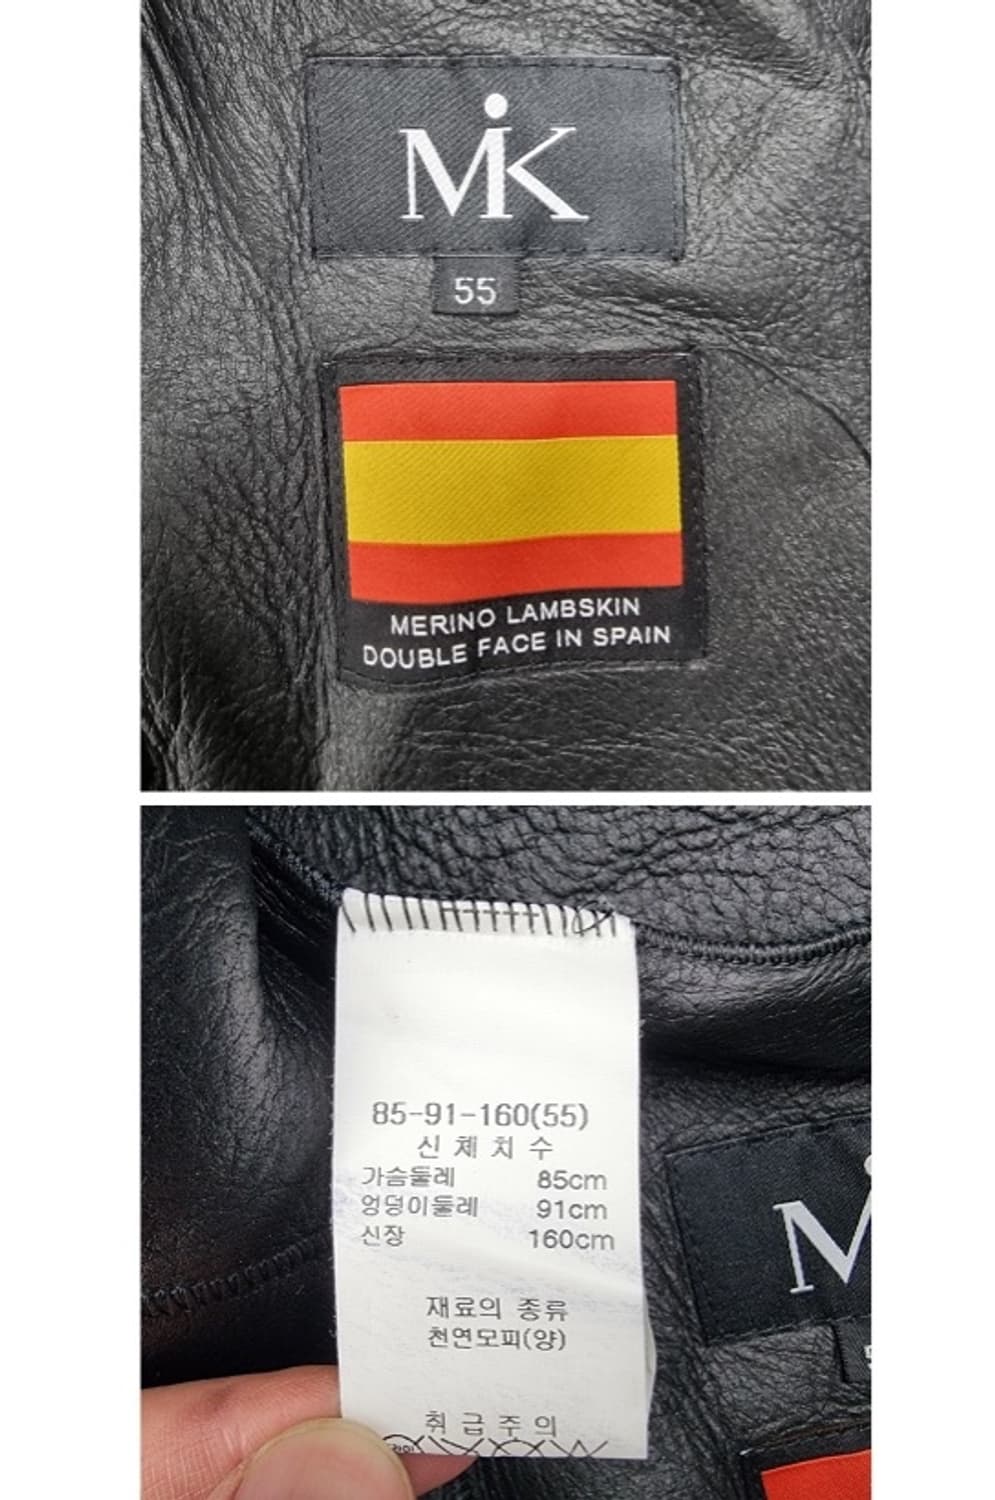 MiK
55
MERINO LAMBSKIN
DOUBLE FACE IN SPAIN
85-91-160(55)
신체치수
가슴둘레 85cm
엉덩이둘레 91cm
신장 160cm
재료의 종류
천연모피(양)
취급주의
M